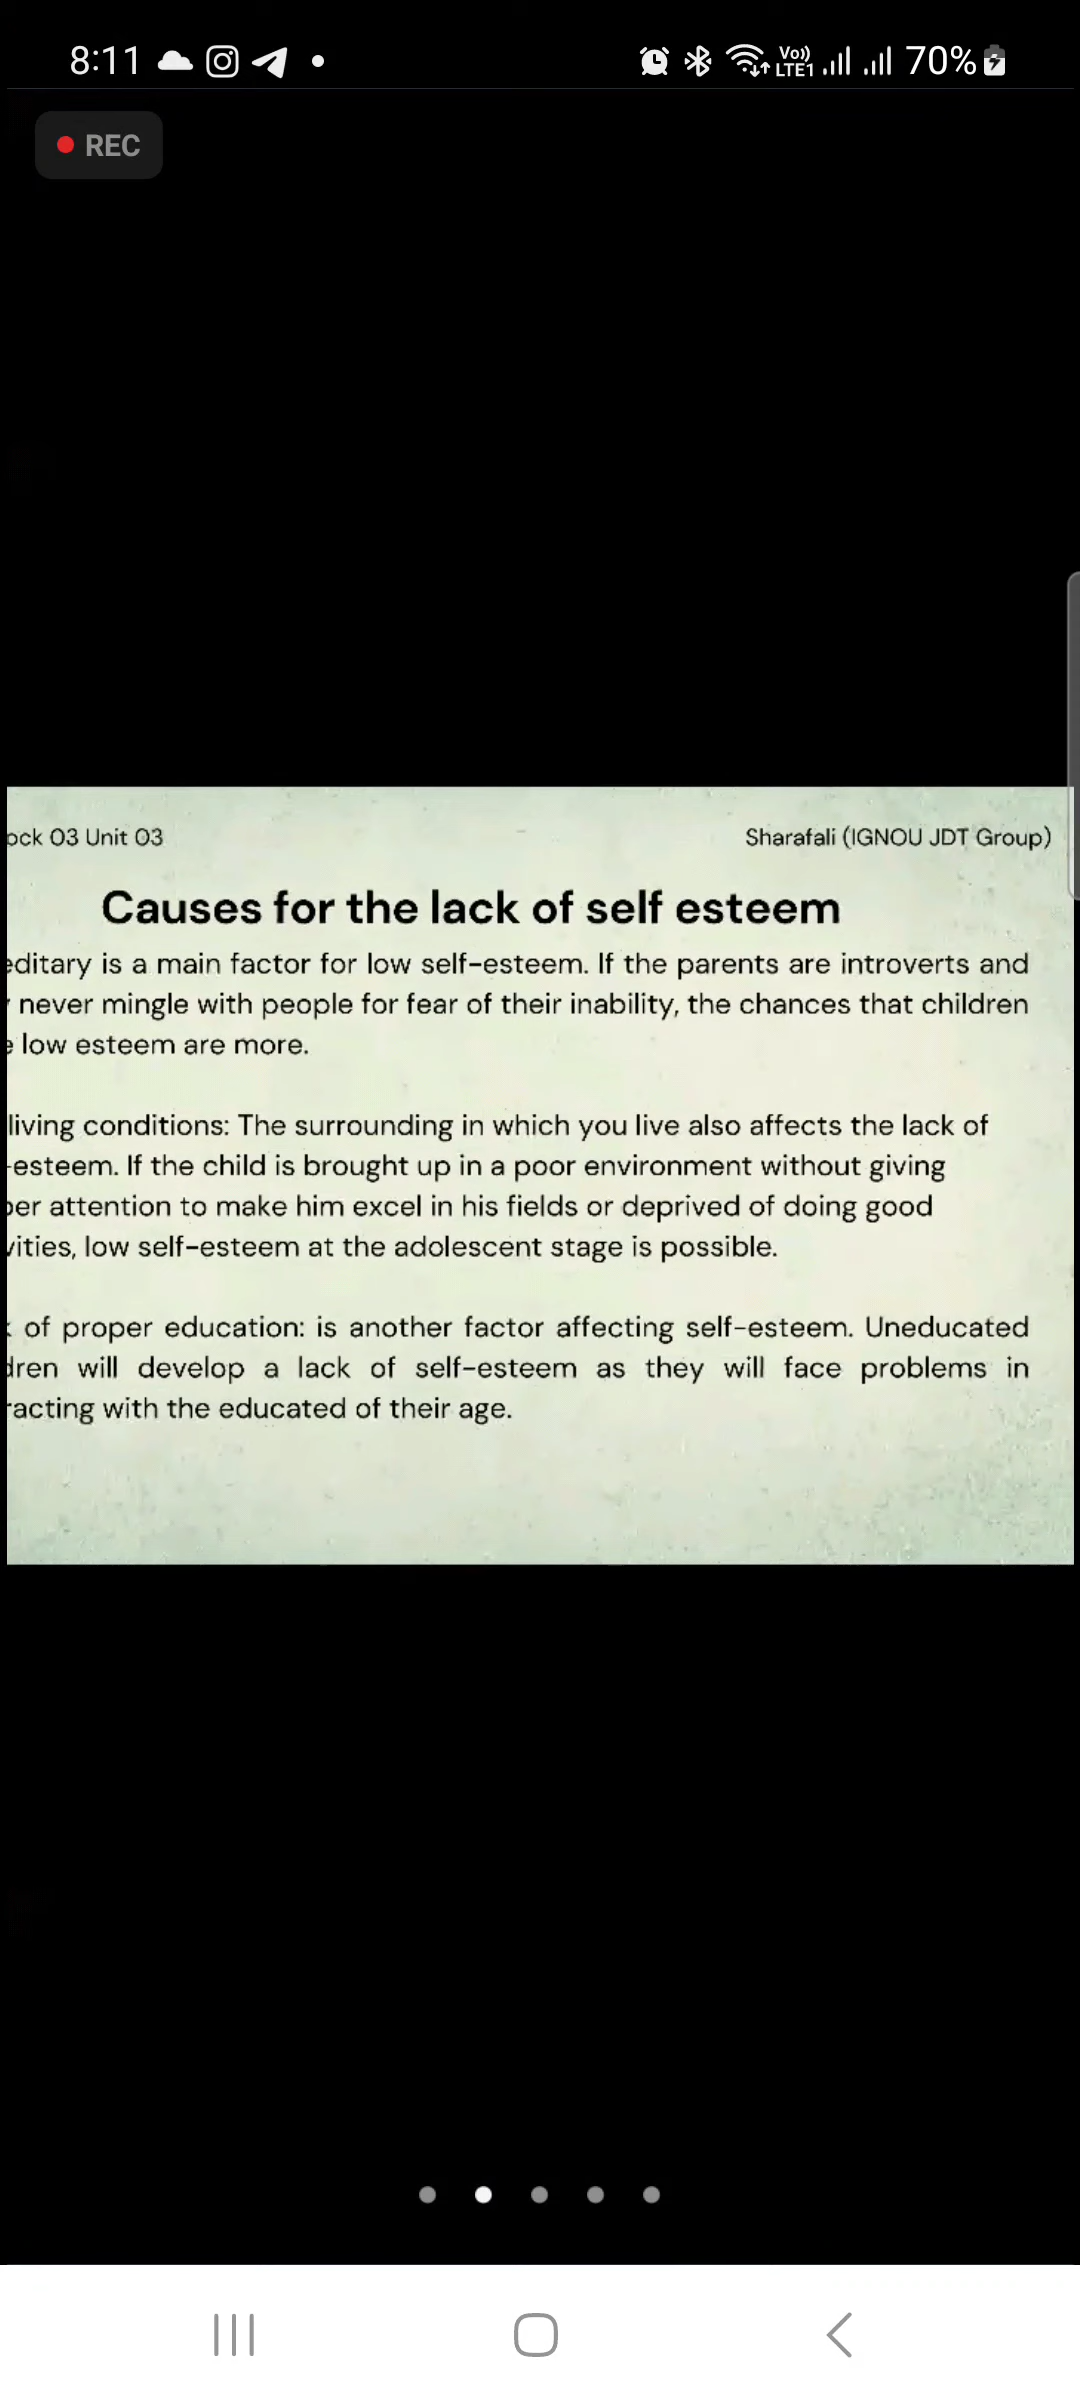 8:11
Vo)) LTE1 70%
REC
ock 03 Unit 03
Sharafali (IGNOU JDT Group)
Causes for the lack of self esteem
editary is a main factor for low self-esteem. If the parents are introverts and
never mingle with people for fear of their inability, the chances that children
e low esteem are more.
living conditions: The surrounding in which you live also affects the lack of
-esteem. If the child is brought up in a poor environment without giving
per attention to make him excel in his fields or deprived of doing good
vities, low self-esteem at the adolescent stage is possible.
of proper education: is another factor affecting self-esteem. Uneducated
dren will develop a lack of self-esteem as they will face problems in
racting with the educated of their age.